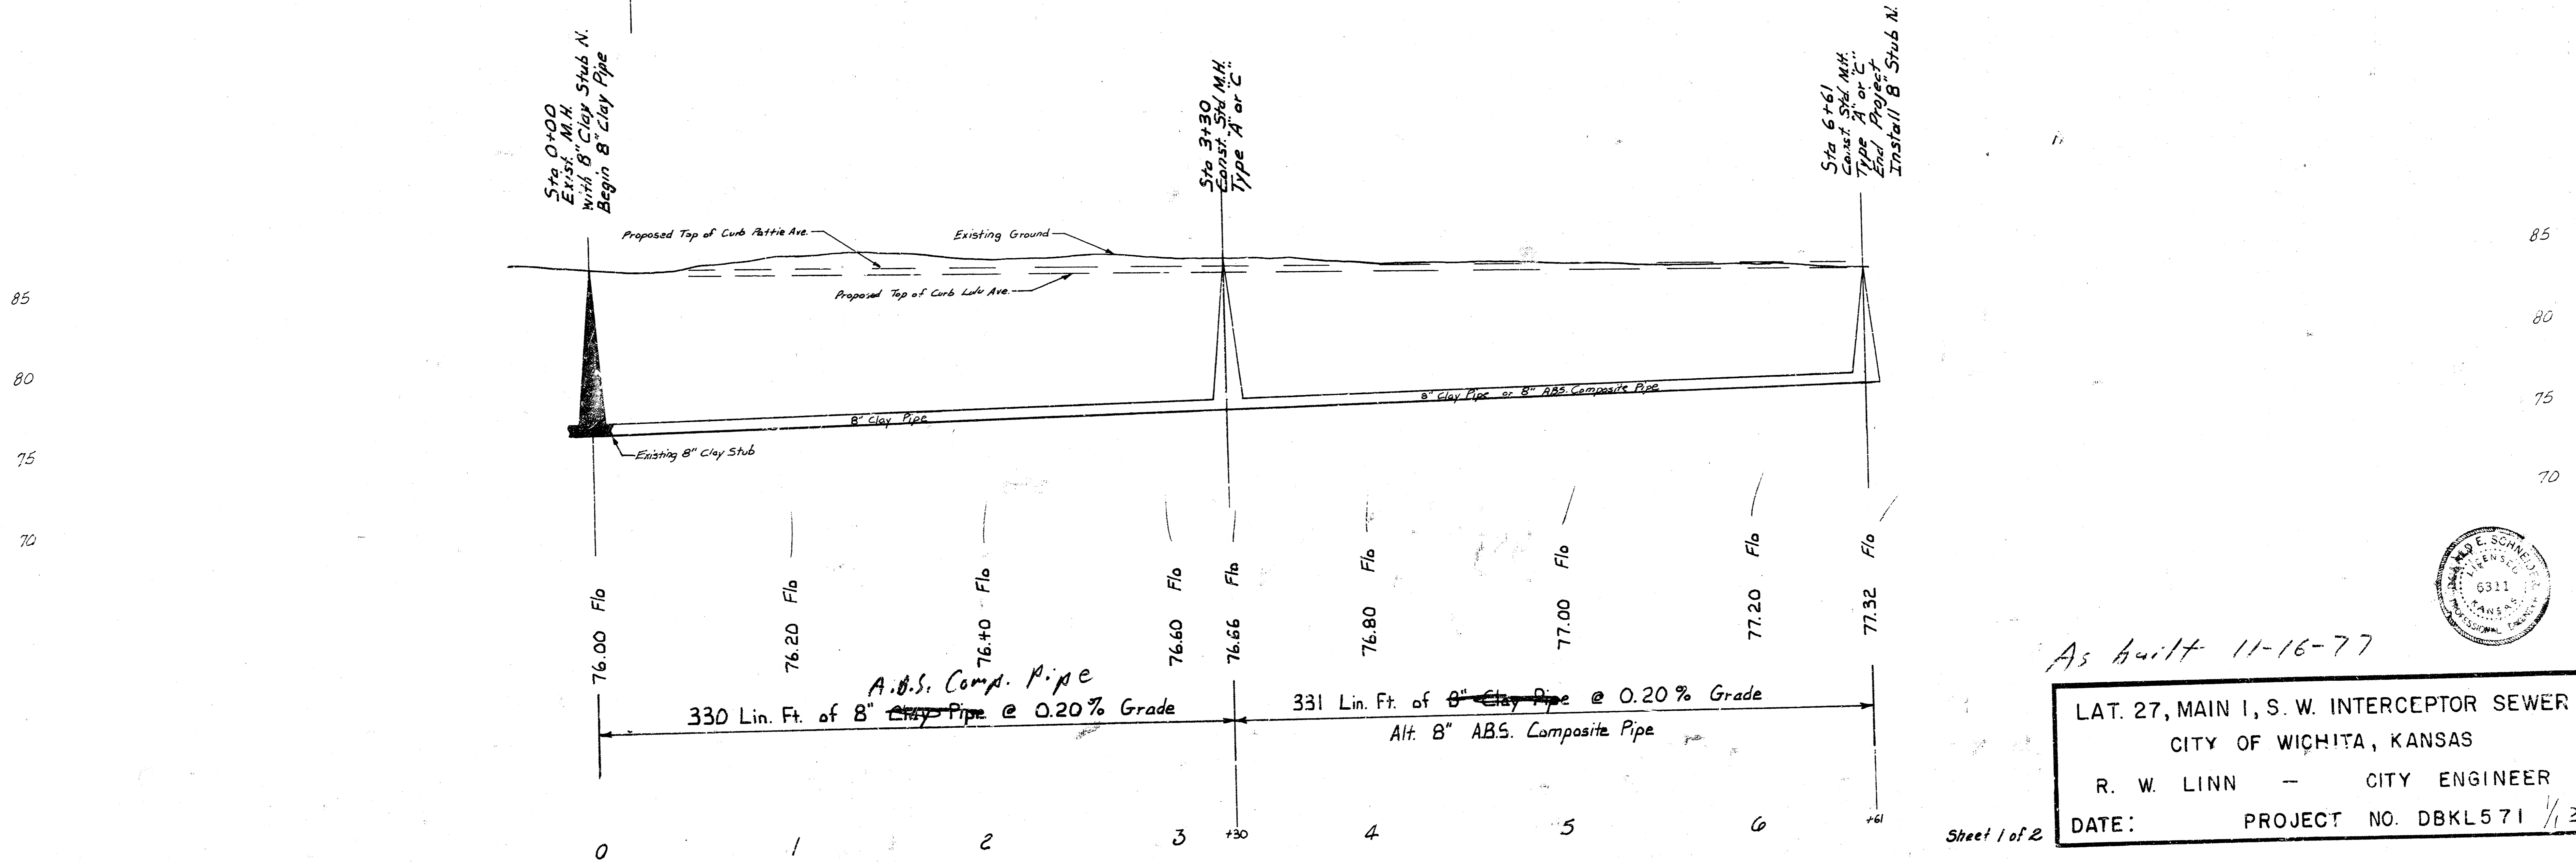 Sta 0+00
Exist. M.H.
With 8" Clay Stub N.
Begin 8" Clay Pipe
Sta 3+30
Const. Std M.H.
Type "A" or "C"
Sta 6+61
Const. Std. M.H.
Type "A" or "C"
End Project
Install 8" Stub N.
Proposed Top of Curb Pattie Ave.
Existing Ground
Proposed Top of Curb Lulu Ave.
85
80
75
70
85
80
75
70
8" Clay Pipe
8" Clay Pipe or 8" ABS. Composite Pipe
Existing 8" Clay Stub
76.00 Flo
76.20 Flo
76.40 Flo
76.60 Flo
76.66 Flo
76.80 Flo
77.00 Flo
77.20 Flo
77.32 Flo
A.B.S. Comp. Pipe
330 Lin. Ft. of 8" Clay Pipe @ 0.20% Grade
331 Lin. Ft. of 8" Clay Pipe @ 0.20% Grade
Alt. 8" A.B.S. Composite Pipe
0 1 2 3 +30 4 5 6 +61
E. SCHNEIDER
LICENSED
6311
KANSAS
PROFESSIONAL ENGINEER
As built 11-16-77
LAT. 27, MAIN 1, S. W. INTERCEPTOR SEWER
CITY OF WICHITA, KANSAS
R. W. LINN — CITY ENGINEER
DATE: PROJECT NO. DBKL571
Sheet 1 of 2